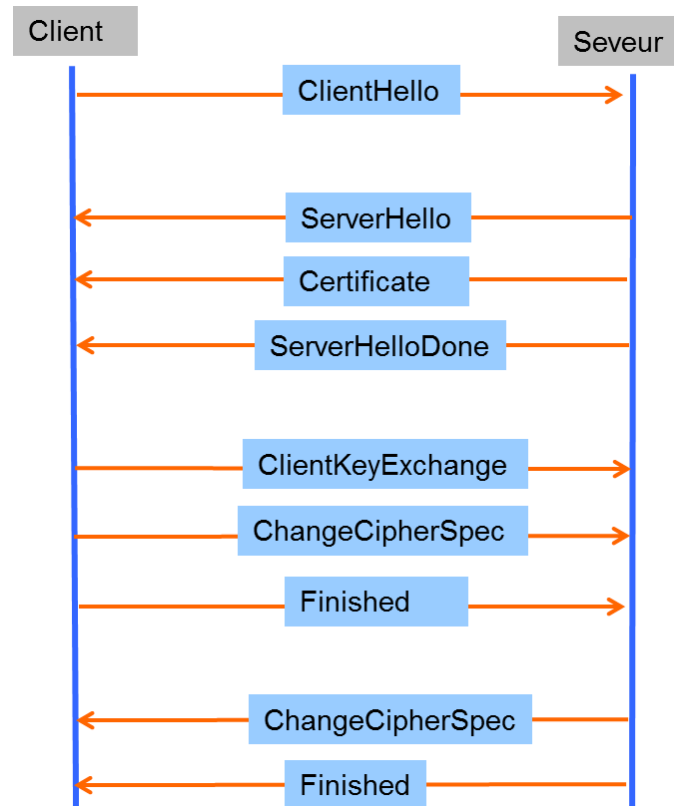 Client
Seveur
ClientHello
ServerHello
Certificate
ServerHelloDone
ClientKeyExchange
ChangeCipherSpec
Finished
ChangeCipherSpec
Finished